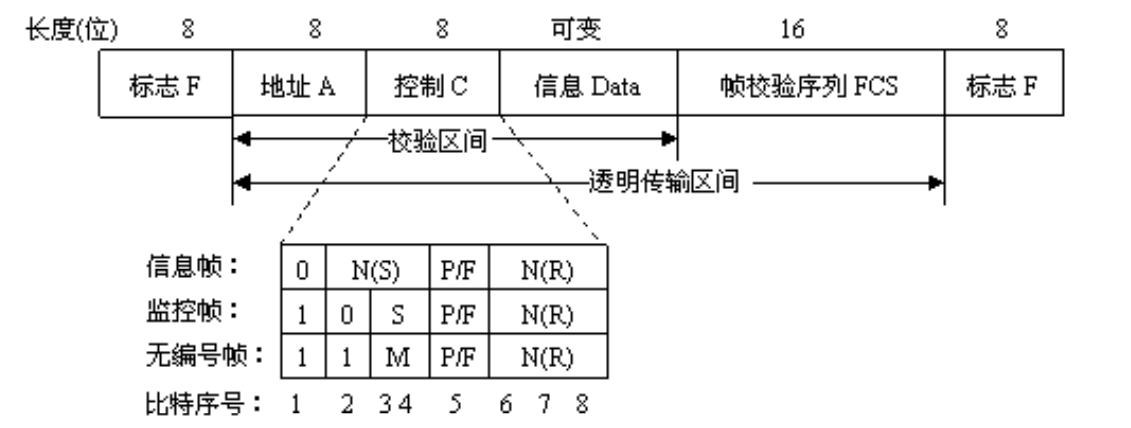 长度(位) 8 8 8 可变 16 8
标志 F 地址 A 控制 C 信息 Data 帧校验序列 FCS 标志 F
校验区间
透明传输区间
信息帧： 0 N(S) P/F N(R)
监控帧： 1 0 S P/F N(R)
无编号帧： 1 1 M P/F N(R)
比特序号： 1 2 3 4 5 6 7 8